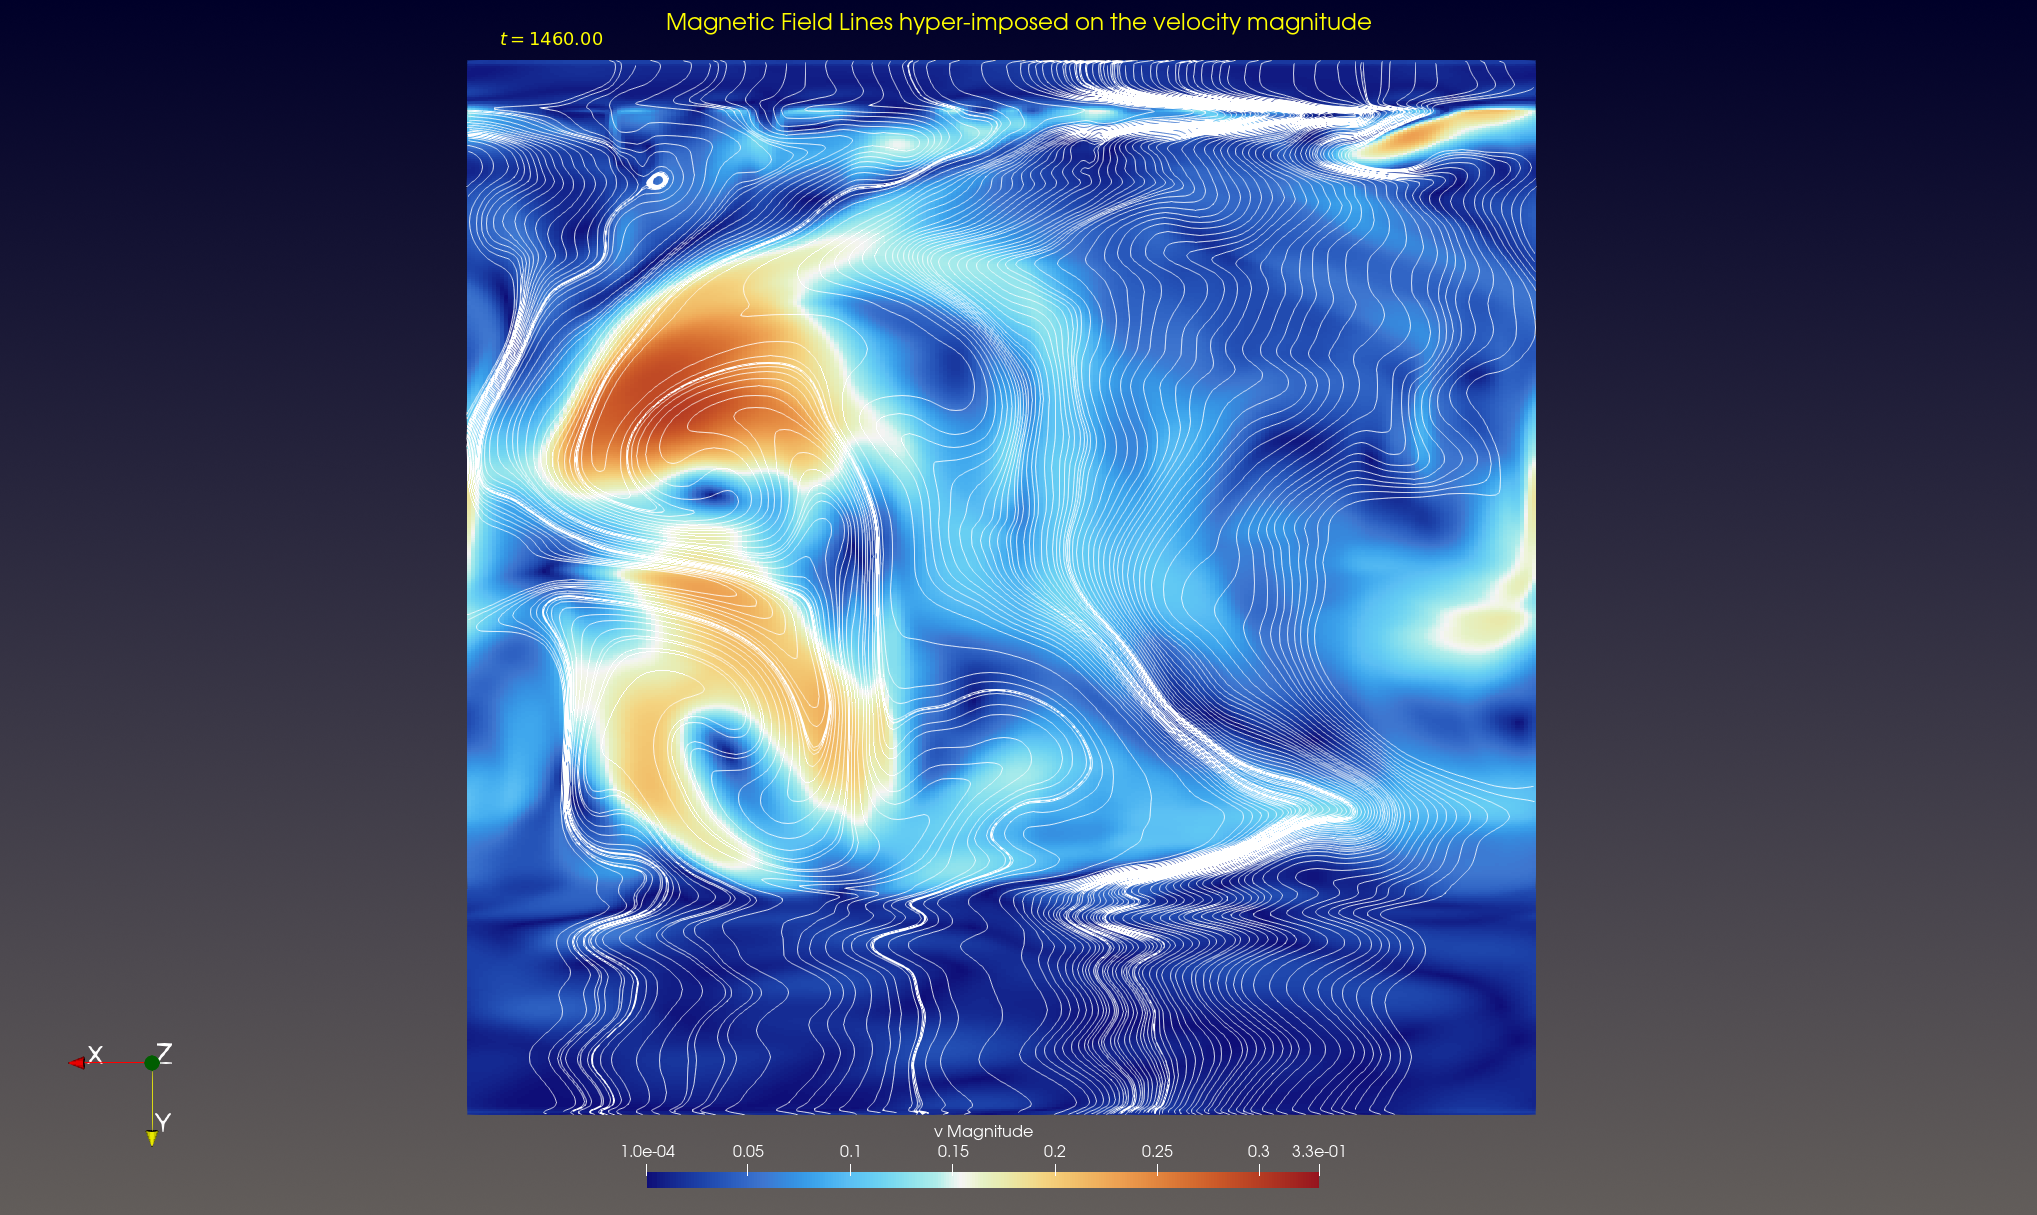 Magnetic Field Lines hyper-imposed on the velocity magnitude
t = 1460.00
X Z
Y
v Magnitude
1.0e-04 0.05 0.1 0.15 0.2 0.25 0.3 3.3e-01